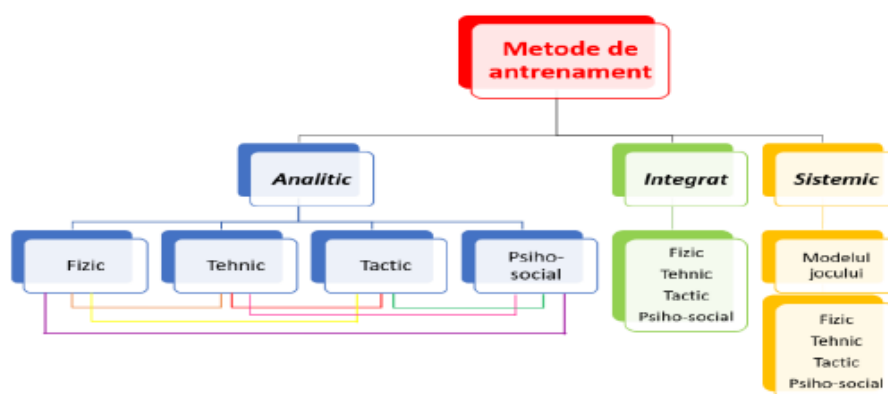 Metode de
antrenament
Analitic
Integrat
Sistemic
Fizic
Tehnic
Tactic
Psiho-
social
Fizic
Tehnic
Tactic
Psiho-social
Modelul
jocului
Fizic
Tehnic
Tactic
Psiho-social